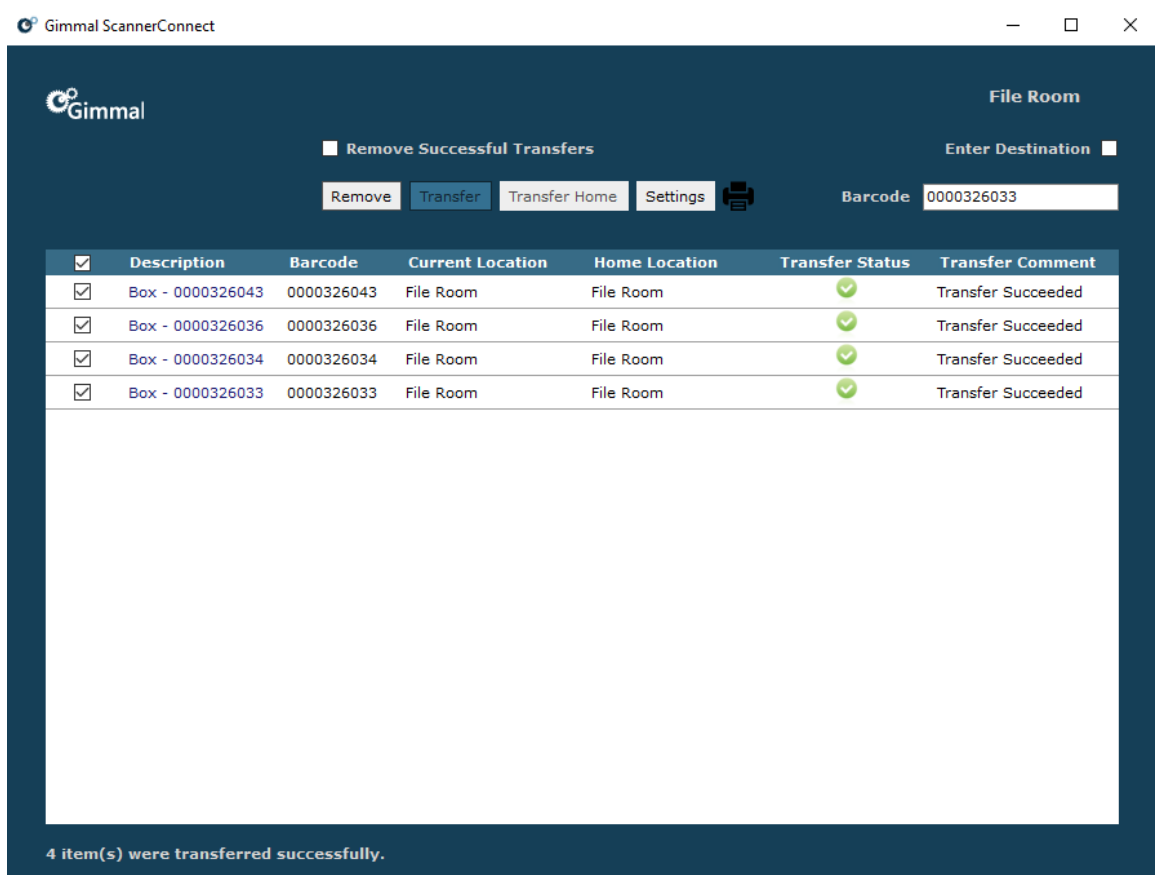 Gimmal ScannerConnect
Gimmal
File Room
Remove Successful Transfers
Enter Destination
Remove Transfer Transfer Home Settings Barcode 0000326033
Description Barcode Current Location Home Location Transfer Status Transfer Comment
Box - 0000326043 0000326043 File Room File Room Transfer Succeeded
Box - 0000326036 0000326036 File Room File Room Transfer Succeeded
Box - 0000326034 0000326034 File Room File Room Transfer Succeeded
Box - 0000326033 0000326033 File Room File Room Transfer Succeeded
4 item(s) were transferred successfully.